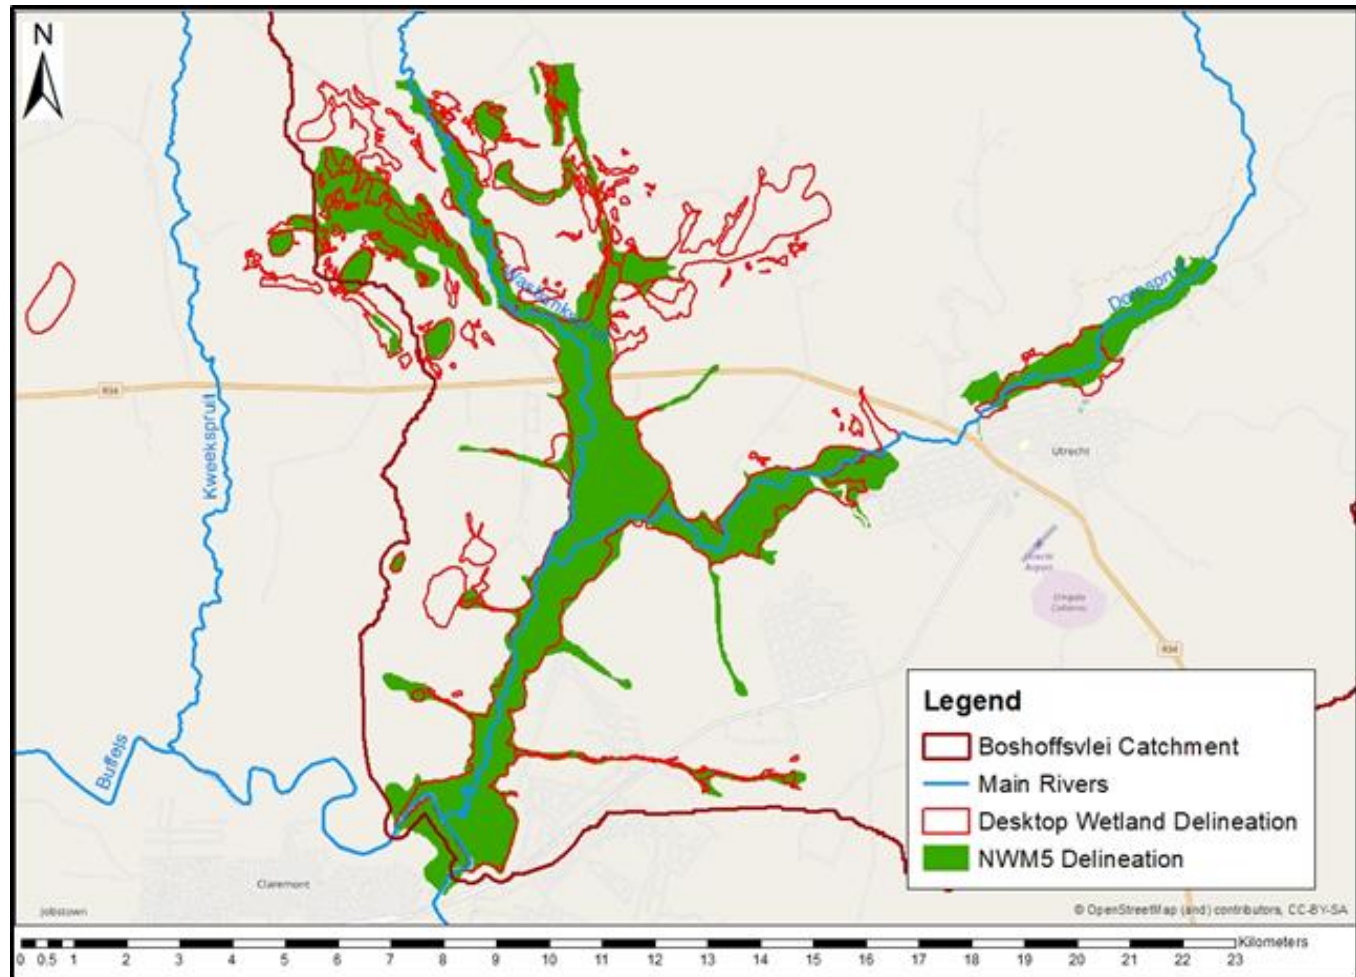 N
Dorpspruit
R34
Kweekspruit
Utrecht
Utrecht
Airport
R34
Buffels
Claremont
Jobstown
Legend
Boshoffsvlei Catchment
Main Rivers
Desktop Wetland Delineation
NWM5 Delineation
© OpenStreetMap (and) contributors, CC-BY-SA
Kilometers
0 0.5 1 2 3 4 5 6 7 8 9 10 11 12 13 14 15 16 17 18 19 20 21 22 23